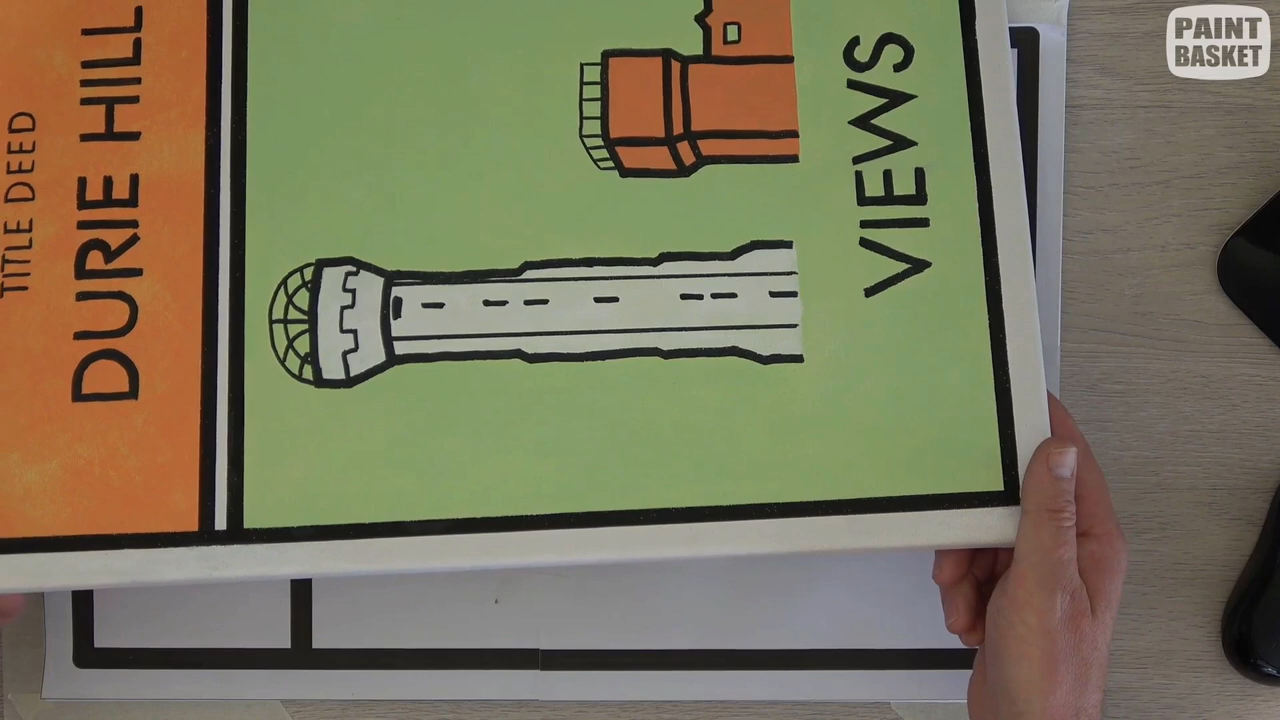 TITLE DEED
DURIE HILL
VIEWS
PAINT
BASKET